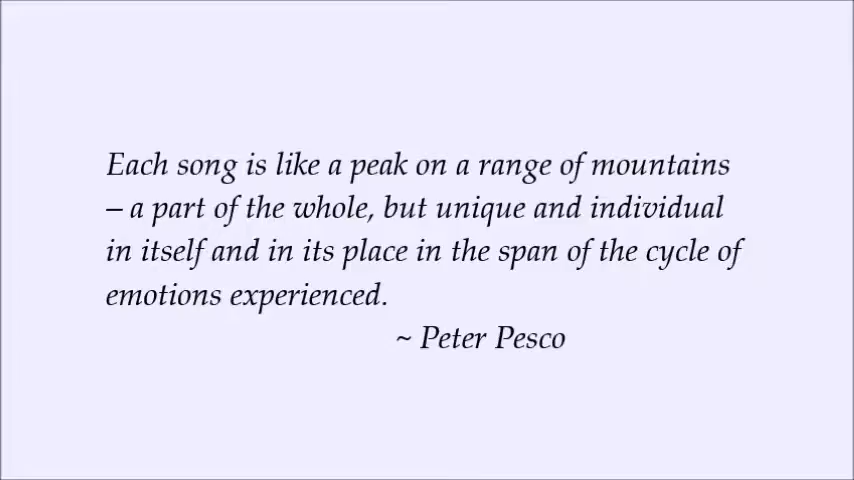 Each song is like a peak on a range of mountains
– a part of the whole, but unique and individual
in itself and in its place in the span of the cycle of
emotions experienced.
~ Peter Pesco